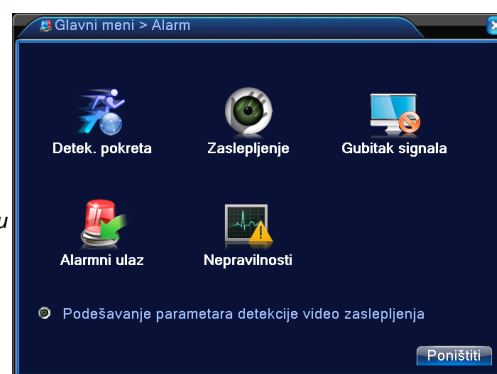 Glavni meni > Alarm
Detek. pokreta Zaslepljenje Gubitak signala
u
Alarmni ulaz Nepravilnosti
Podešavanje parametara detekcije video zaslepljenja
Poništiti